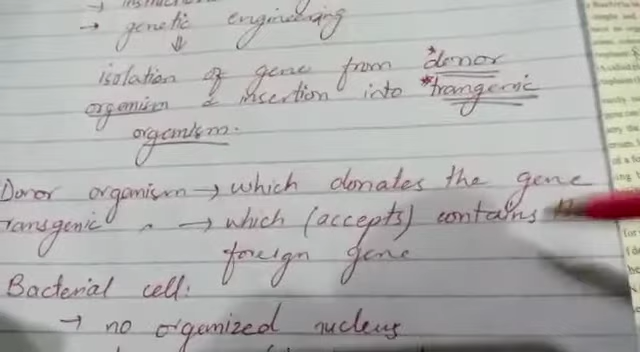 → genetic engineering
⇓
isolation of gene from *donor
organism & insertion into *trangenic
organism.
Donor organism → which donates the gene
Transgenic " → which (accepts) contains
foreign gene
Bacterial cell:
→ no organized nucleus